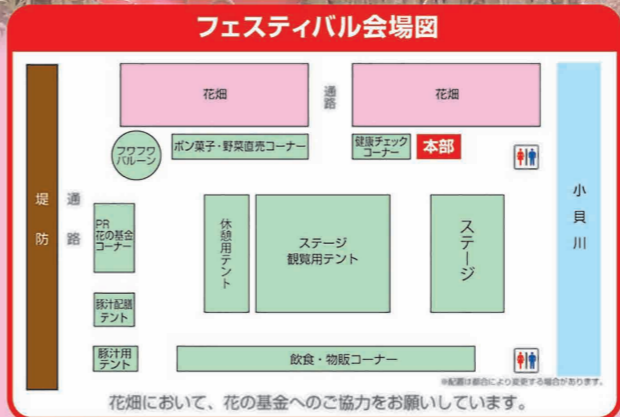 フェスティバル会場図
花畑
通路
花畑
フワフワ
バルーン
ポン菓子・野菜直売コーナー
健康チェック
コーナー
本部
堤防
通路
PR
花の基金
コーナー
休憩用テント
ステージ
観覧用テント
ステージ
小貝川
豚汁配膳
テント
豚汁用
テント
飲食・物販コーナー
※配置は都合により変更する場合があります。
花畑において、花の基金へのご協力をお願いしています。